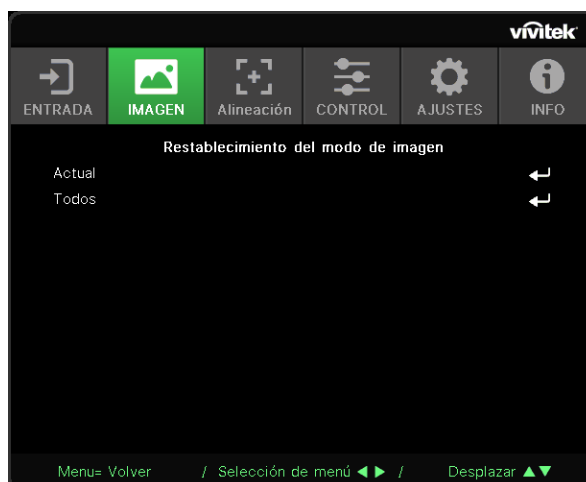 vivitek
ENTRADA IMAGEN Alineación CONTROL AJUSTES INFO
Restablecimiento del modo de imagen
Actual
Todos
Menu= Volver / Selección de menú ◀ ▶ / Desplazar ▲▼